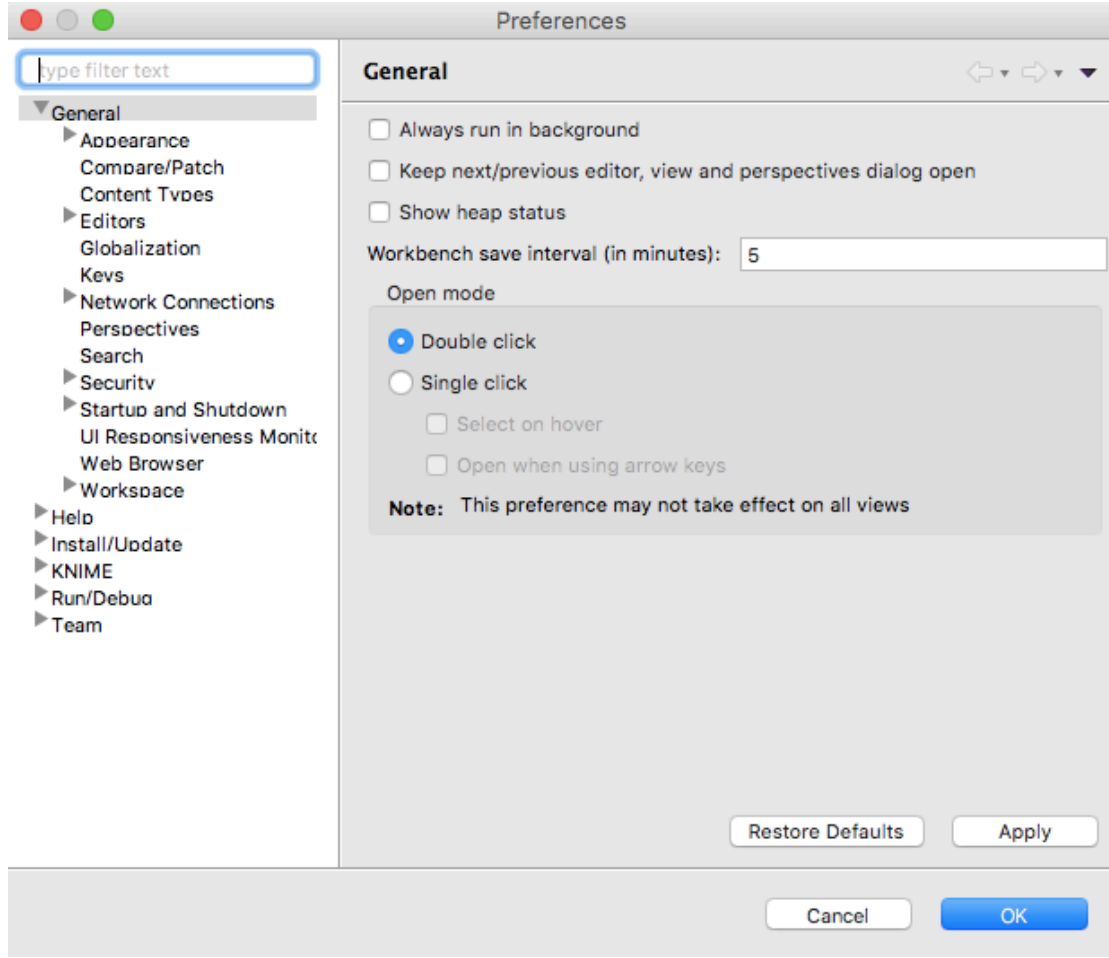 Preferences
type filter text
General
Appearance
Compare/Patch
Content Types
Editors
Globalization
Keys
Network Connections
Perspectives
Search
Security
Startup and Shutdown
UI Responsiveness Monito
Web Browser
Workspace
Help
Install/Update
KNIME
Run/Debug
Team
General
Always run in background
Keep next/previous editor, view and perspectives dialog open
Show heap status
Workbench save interval (in minutes): 5
Open mode
Double click
Single click
Select on hover
Open when using arrow keys
Note: This preference may not take effect on all views
Restore Defaults Apply
Cancel OK